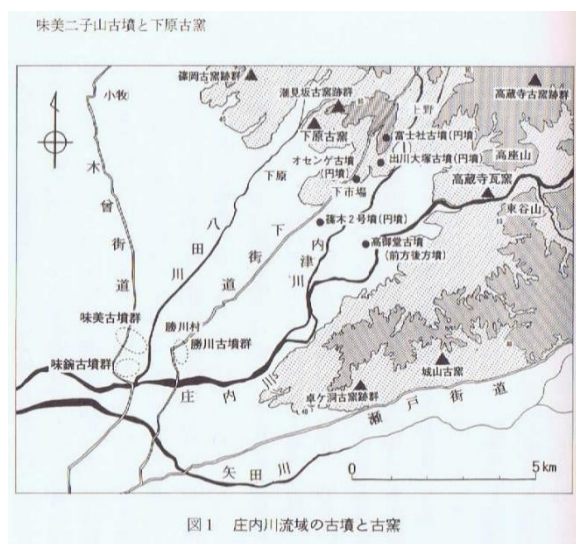 味美二子山古墳と下原古窯
篠岡古窯跡群
潮見坂古窯跡群
高蔵寺古窯跡群
小牧
上野
下原古窯
富士社古墳(円墳)
オセンゲ古墳
(円墳)
出川大塚古墳(円墳)
高座山
下原
下市場
高蔵寺瓦窯
東谷山
木曽街道
八田川
下街道
篠木2号墳(円墳)
内津川
高御堂古墳
(前方後方墳)
味美古墳群
勝川村
勝川古墳群
味鋺古墳群
庄内川
城山古窯
卓ケ洞古窯跡群
瀬戸街道
矢田川
0
5km
図1 庄内川流域の古墳と古窯